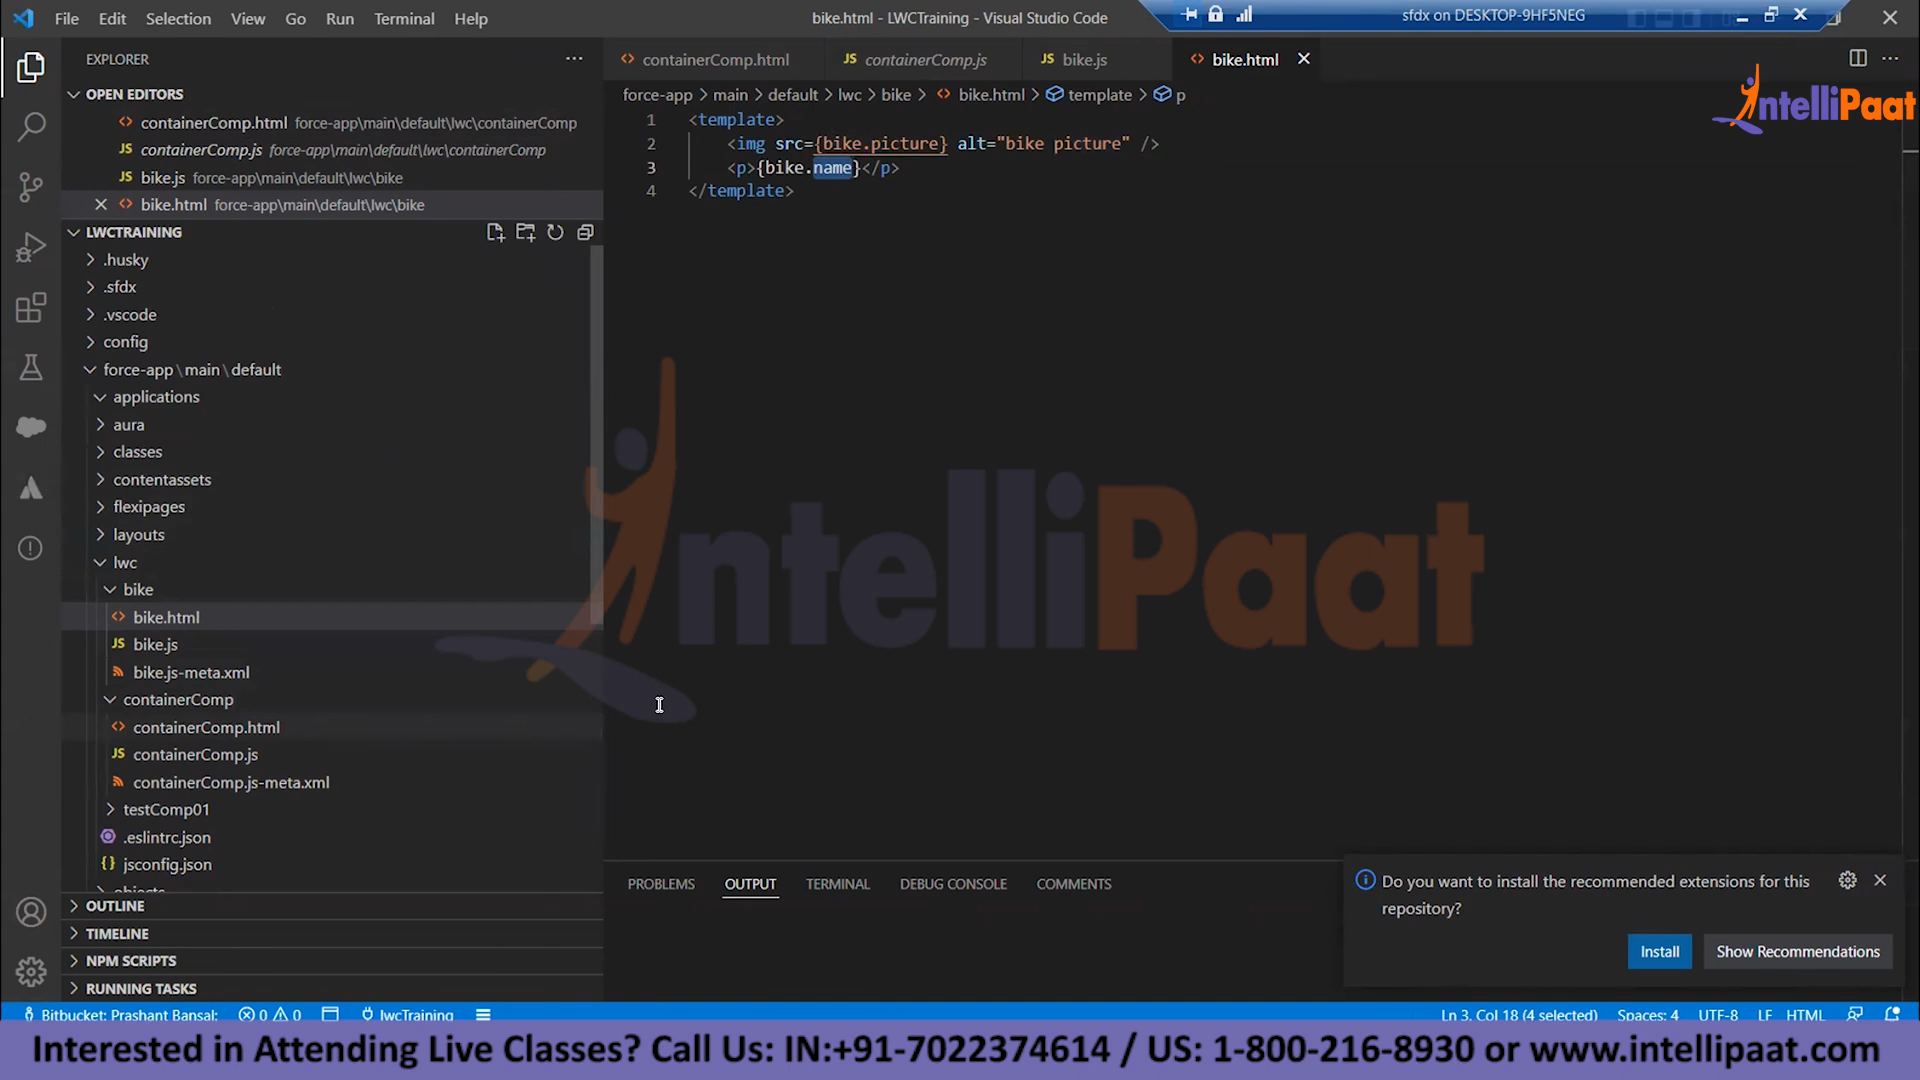 File Edit Selection View Go Run Terminal Help
bike.html - LWCTraining - Visual Studio Code
sfdx on DESKTOP-9HF5NEG
EXPLORER
containerComp.html
containerComp.js
bike.js
bike.html
OPEN EDITORS
containerComp.html force-app\main\default\lwc\containerComp
containerComp.js force-app\main\default\lwc\containerComp
bike.js force-app\main\default\lwc\bike
bike.html force-app\main\default\lwc\bike
force-app > main > default > lwc > bike > bike.html > template > p
1 <template>
2 <img src={bike.picture} alt="bike picture" />
3 <p>{bike.name}</p>
4 </template>
IntelliPaat
LWCTRAINING
.husky
.sfdx
.vscode
config
force-app\main\default
applications
aura
classes
contentassets
flexipages
layouts
lwc
bike
bike.html
bike.js
bike.js-meta.xml
containerComp
containerComp.html
containerComp.js
containerComp.js-meta.xml
testComp01
.eslintrc.json
jsconfig.json
objects
OUTLINE
TIMELINE
NPM SCRIPTS
RUNNING TASKS
IntelliPaat
PROBLEMS OUTPUT TERMINAL DEBUG CONSOLE COMMENTS
Do you want to install the recommended extensions for this
repository?
Install
Show Recommendations
Bitbucket: Prashant Bansal: 0 0 lwcTraining
Ln 3, Col 18 (4 selected) Spaces: 4 UTF-8 LF HTML
Interested in Attending Live Classes? Call Us: IN:+91-7022374614 / US: 1-800-216-8930 or www.intellipaat.com